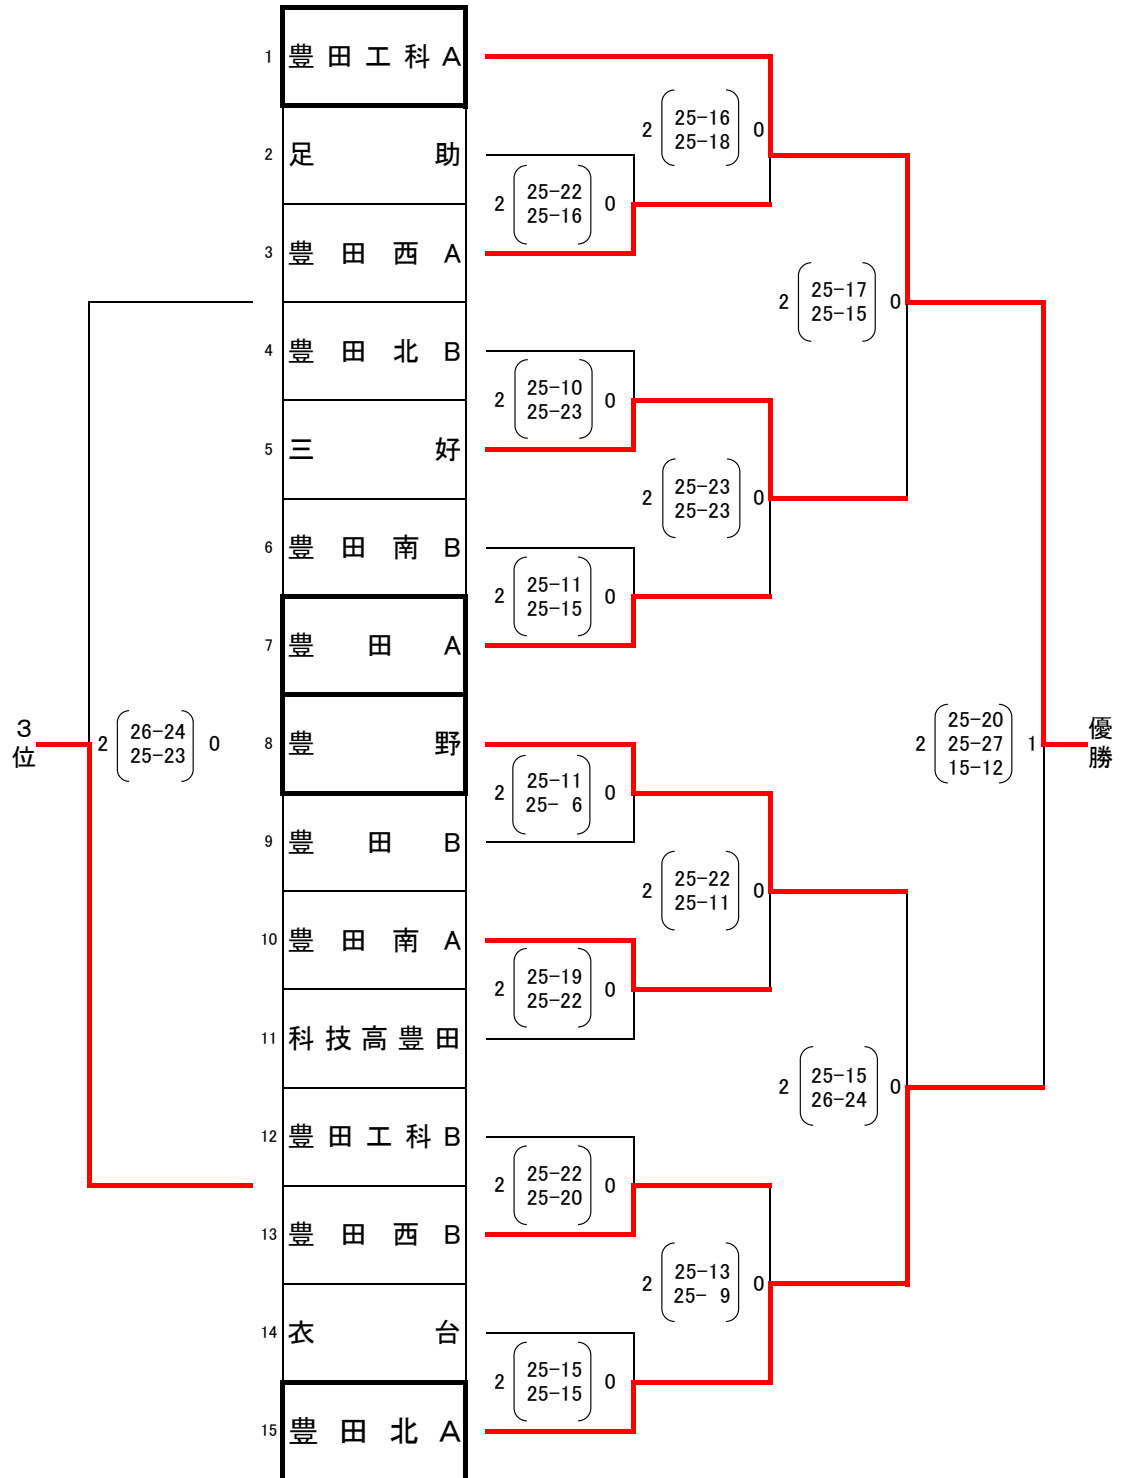 1 豊田工科A
2 足助
3 豊田西A
4 豊田北B
5 三好
6 豊田南B
7 豊田A
8 豊野
9 豊田B
10 豊田南A
11 科技高豊田
12 豊田工科B
13 豊田西B
14 衣台
15 豊田北A
2 25-22 0
25-16
2 25-10 0
25-23
2 25-11 0
25-15
2 25-11 0
25- 6
2 25-19 0
25-22
2 25-22 0
25-20
2 25-15 0
25-15
2 25-16 0
25-18
2 25-23 0
25-23
2 25-22 0
25-11
2 25-13 0
25- 9
2 25-17 0
25-15
2 25-15 0
26-24
25-20
2 25-27 1
15-12
優勝
3位
2 26-24 0
25-23